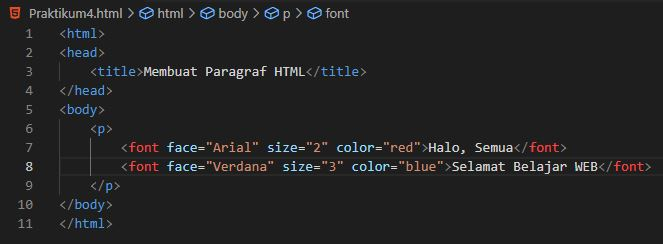 Praktikum4.html > html > body > p > font
1 <html>
2 <head>
3 <title>Membuat Paragraf HTML</title>
4 </head>
5 <body>
6 <p>
7 <font face="Arial" size="2" color="red">Halo, Semua</font>
8 <font face="Verdana" size="3" color="blue">Selamat Belajar WEB</font>
9 </p>
10 </body>
11 </html>